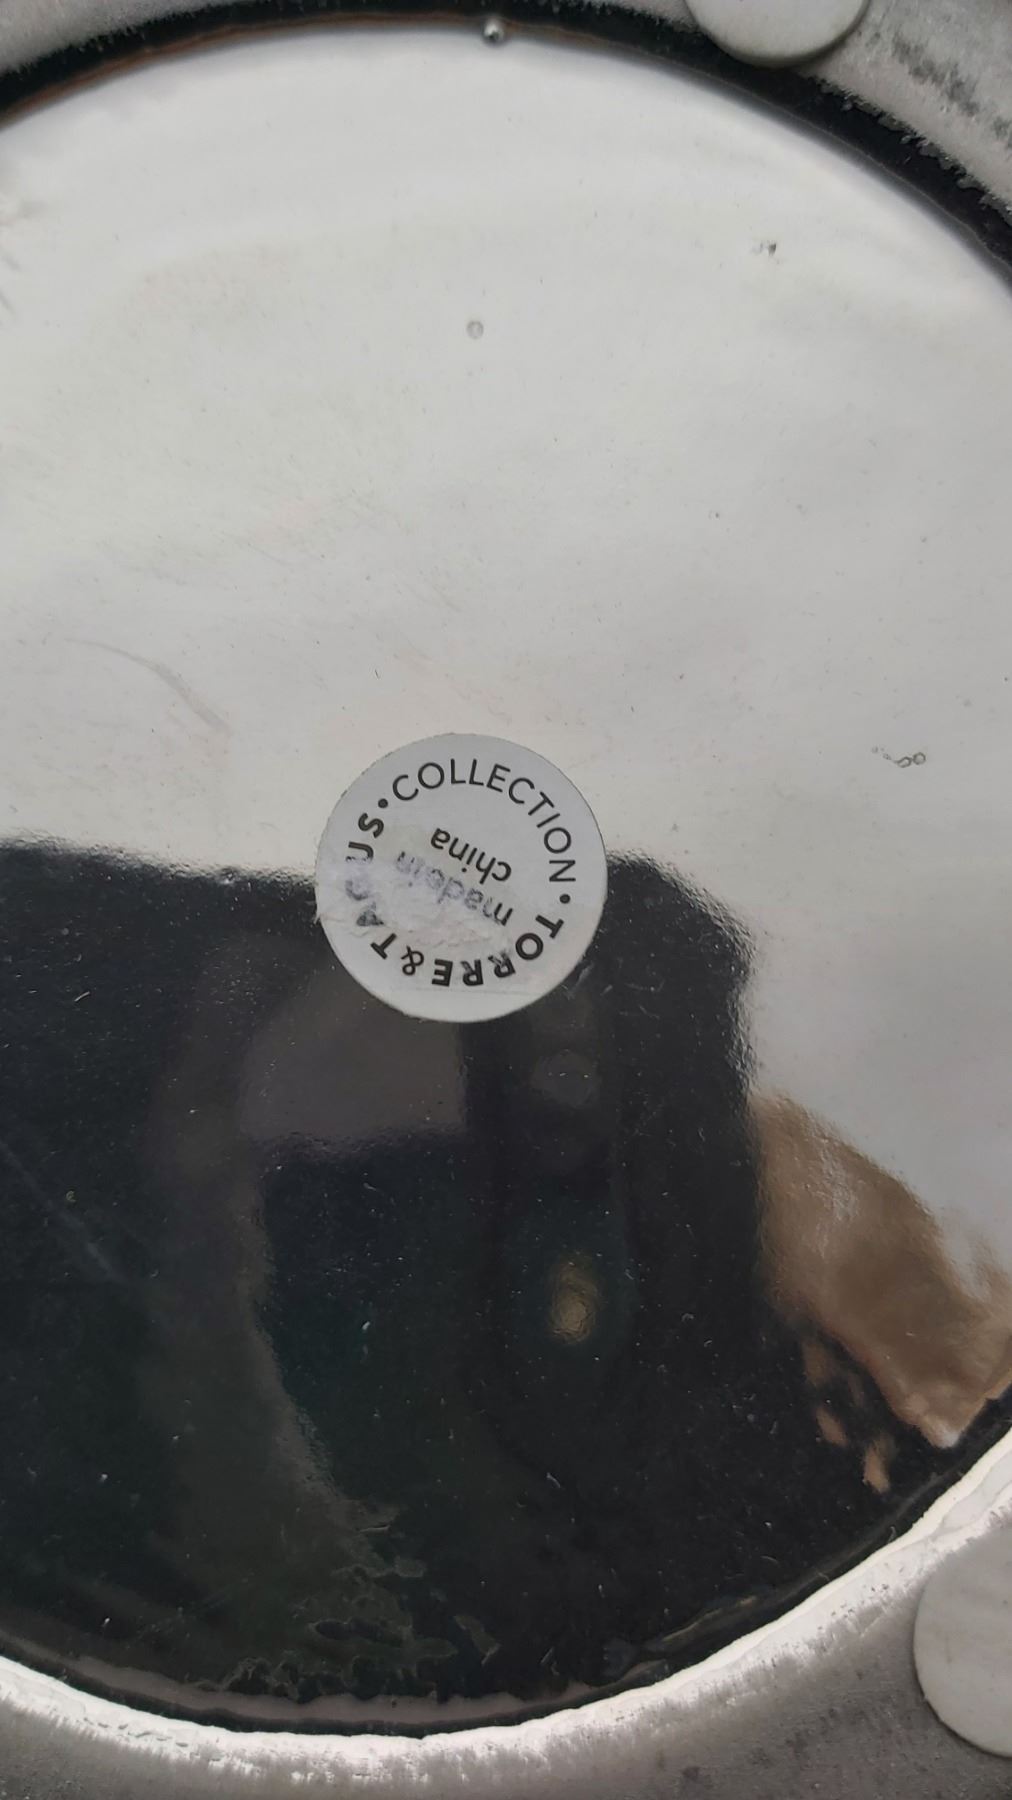 TORRE & TAGUS • COLLECTION •
made in
china